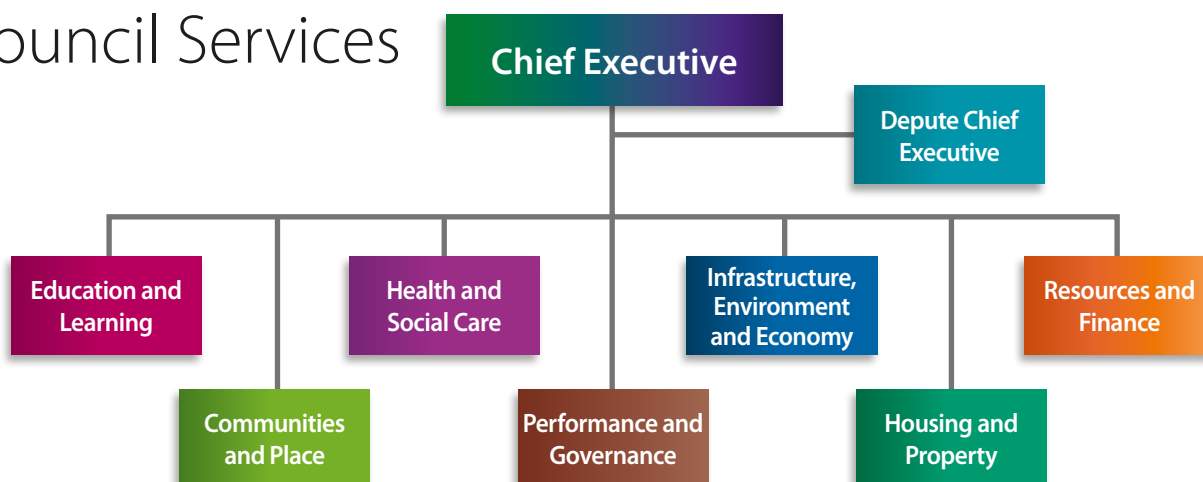 ouncil Services
Chief Executive
Depute Chief
Executive
Education and
Learning
Health and
Social Care
Infrastructure,
Environment
and Economy
Resources and
Finance
Communities
and Place
Performance and
Governance
Housing and
Property